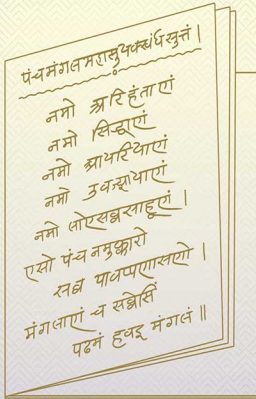 पंचमंगलमहासुयक्खंधसुत्तं ।
नमो अरिहंताणं
नमो सिद्धाणं
नमो आयरियाणं
नमो उवज्झायाणं
नमो लोएसव्वसाहूणं ।
एसो पंच नमुक्कारो
सव्व पावप्पणासणो ।
मंगलाणं च सव्वेसिं
पढमं हवइ मंगलं ॥